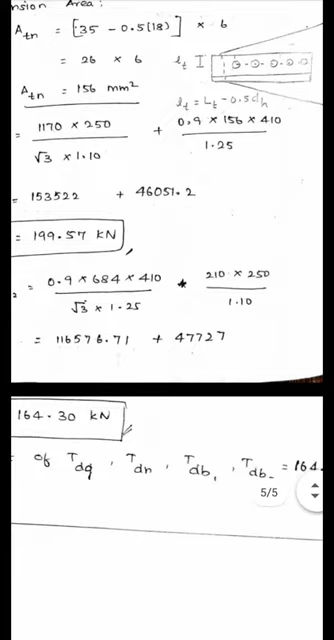 nsion Area :
Atn = [35 - 0.5(18)] × 6
= 26 × 6
lt I
Atn = 156 mm²
lt = Lt - 0.5dh
= 1170 × 250 / √3 × 1.10 + 0.9 × 156 × 410 / 1.25
= 153522 + 46051.2
= 199.57 KN
2 = 0.9 × 684 × 410 / √3 × 1.25 + 210 × 250 / 1.10
= 116576.71 + 47727
164.30 KN
of Tdg , Tdn , Tdb1 , Tdb2 = 164.
5/5